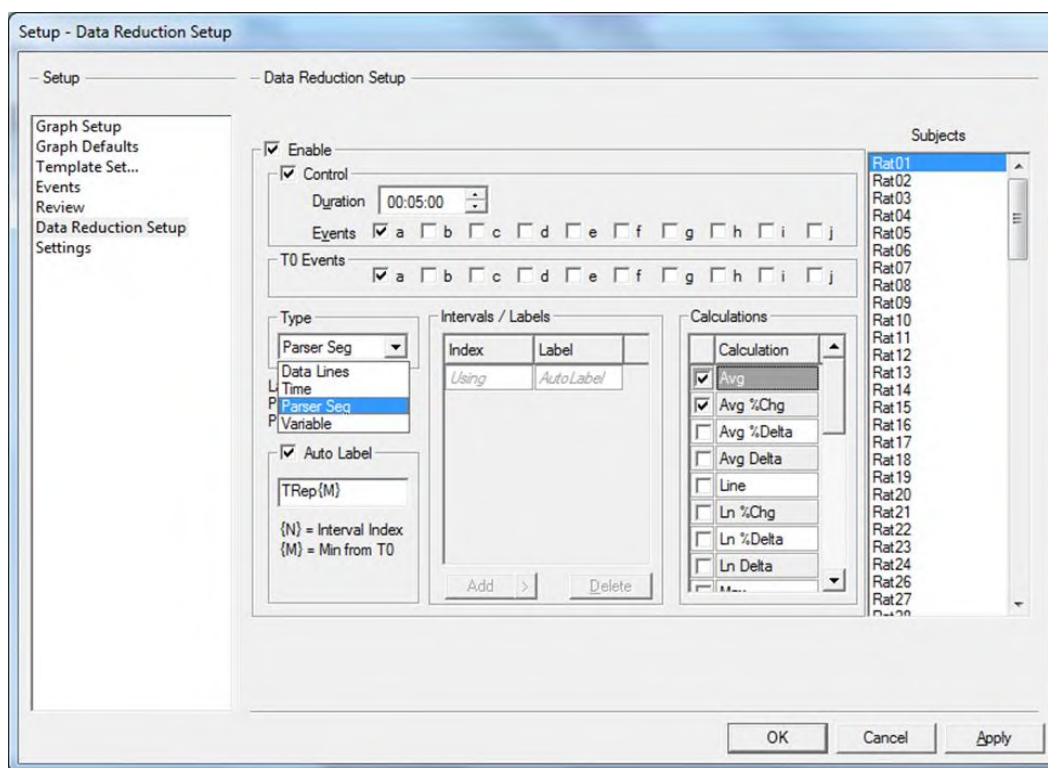 Setup - Data Reduction Setup
Setup
Graph Setup
Graph Defaults
Template Set...
Events
Review
Data Reduction Setup
Settings
Data Reduction Setup
Enable
Control
Duration 00:05:00
Events a b c d e f g h i j
T0 Events
a b c d e f g h i j
Type
Parser Seg
Data Lines
Time
Parser Seg
Variable
L
P
P
Auto Label
TRep{M}
{N} = Interval Index
{M} = Min from T0
Intervals / Labels
Index Label
Using AutoLabel
Add > Delete
Calculations
Calculation
Avg
Avg %Chg
Avg %Delta
Avg Delta
Line
Ln %Chg
Ln %Delta
Ln Delta
Max
Subjects
Rat01
Rat02
Rat03
Rat04
Rat05
Rat06
Rat07
Rat08
Rat09
Rat10
Rat11
Rat12
Rat13
Rat14
Rat15
Rat16
Rat17
Rat18
Rat19
Rat20
Rat21
Rat22
Rat23
Rat24
Rat26
Rat27
Rat28
OK Cancel Apply